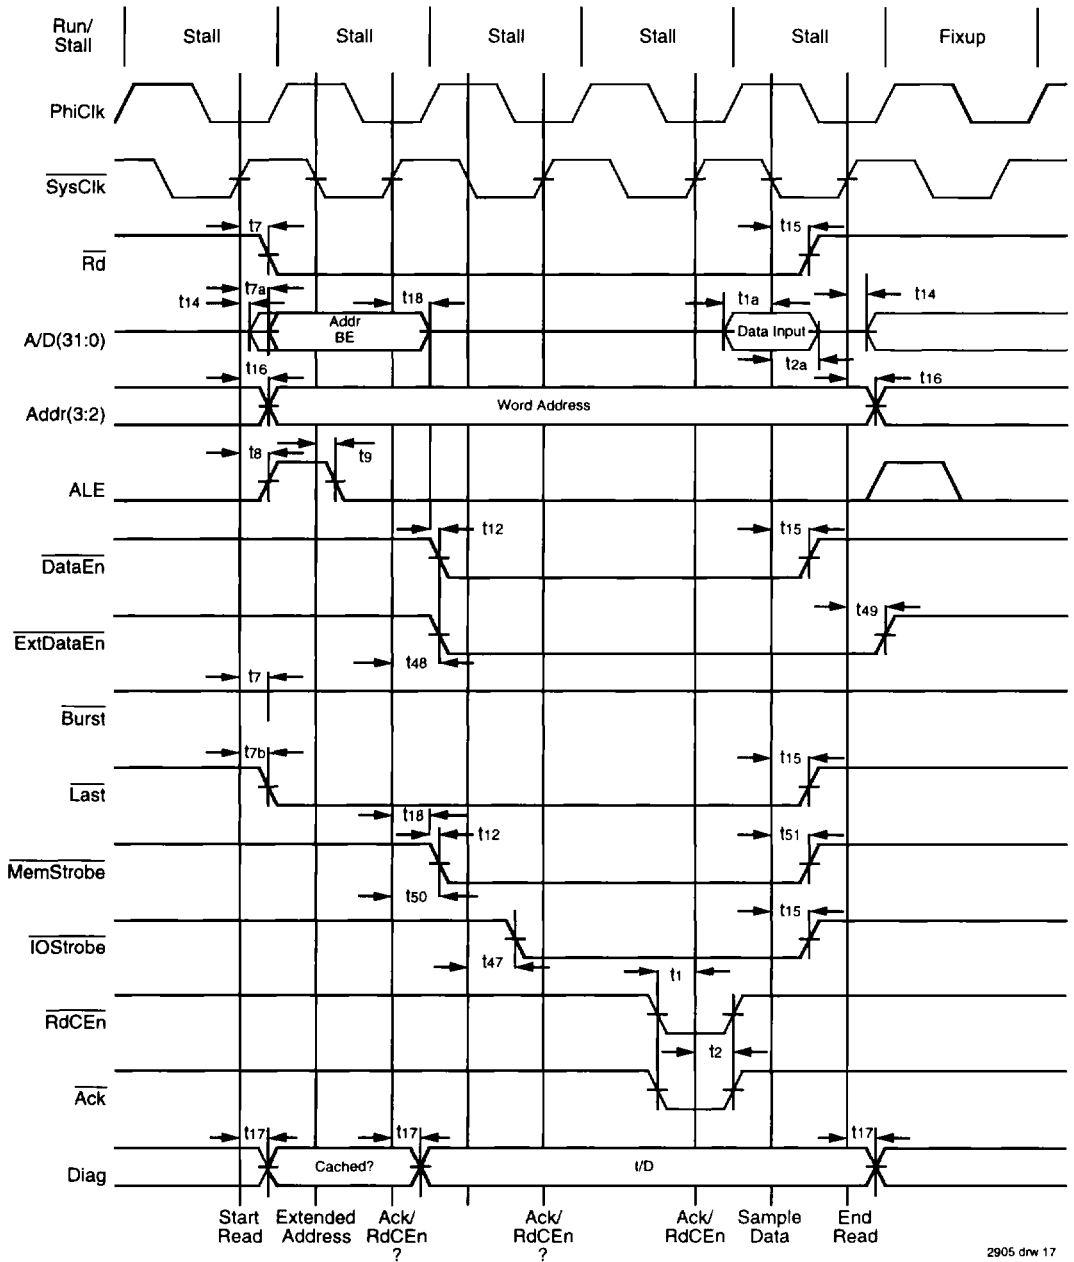 Run/
Stall
Stall
Stall
Stall
Stall
Stall
Fixup
PhiClk
SysClk
t7
t15
Rd
t7a
t14
t18
t1a
t14
Addr
BE
Data Input
A/D(31:0)
t2a
t16
t16
Addr(3:2)
Word Address
t8
t9
ALE
t12
t15
DataEn
t49
ExtDataEn
t48
t7
Burst
t7b
t15
Last
t18
t12
t51
MemStrobe
t50
t15
IOStrobe
t47
t1
RdCEn
t2
Ack
t17
t17
t17
Diag
Cached?
I/D
Start
Read
Extended
Address
Ack/
RdCEn
?
Ack/
RdCEn
?
Ack/
RdCEn
Sample
Data
End
Read
2905 drw 17